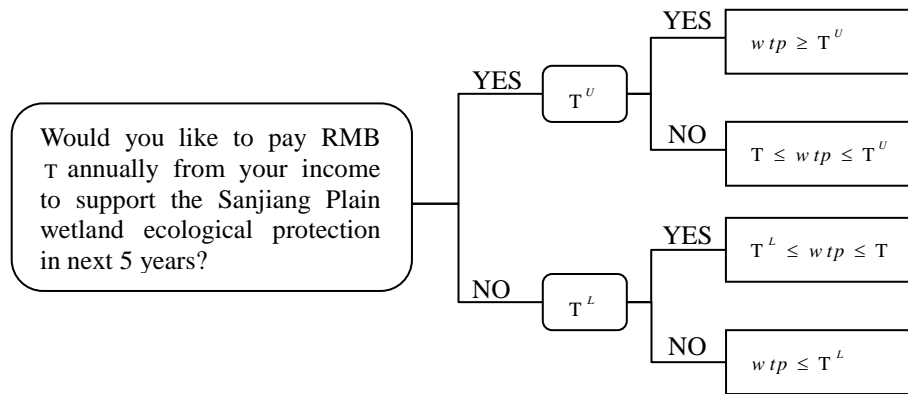 Would you like to pay RMB
T annually from your income
to support the Sanjiang Plain
wetland ecological protection
in next 5 years?
YES
T^U
YES
wtp ≥ T^U
NO
T ≤ wtp ≤ T^U
NO
T^L
YES
T^L ≤ wtp ≤ T
NO
wtp ≤ T^L